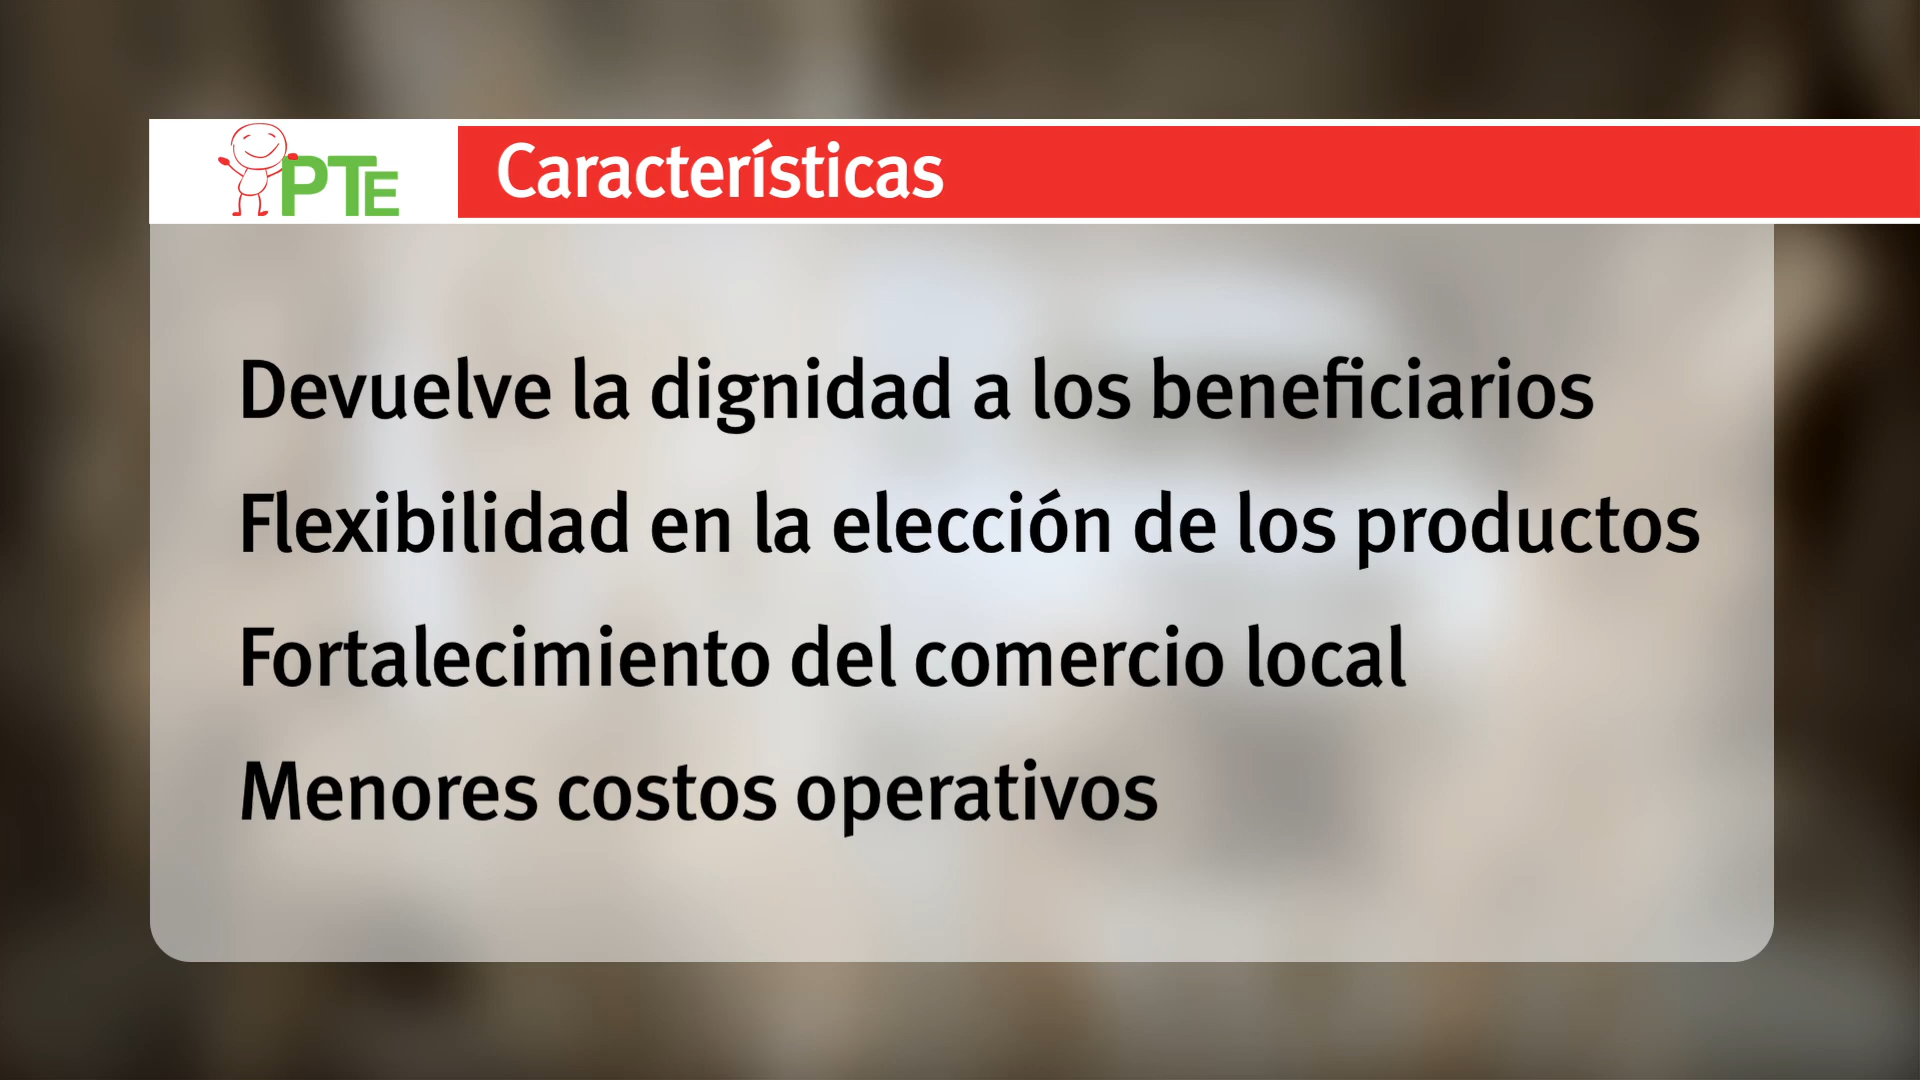 PTE
Características
Devuelve la dignidad a los beneficiarios
Flexibilidad en la elección de los productos
Fortalecimiento del comercio local
Menores costos operativos